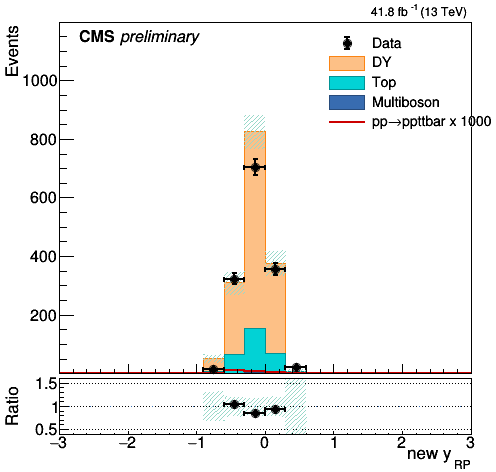 41.8 fb⁻¹ (13 TeV)
CMS preliminary
Events
Data
DY
Top
Multiboson
pp→ppttbar x 1000
1000
800
600
400
200
Ratio
1.5
1
0.5
−3 −2 −1 0 1 2 3
new y RP